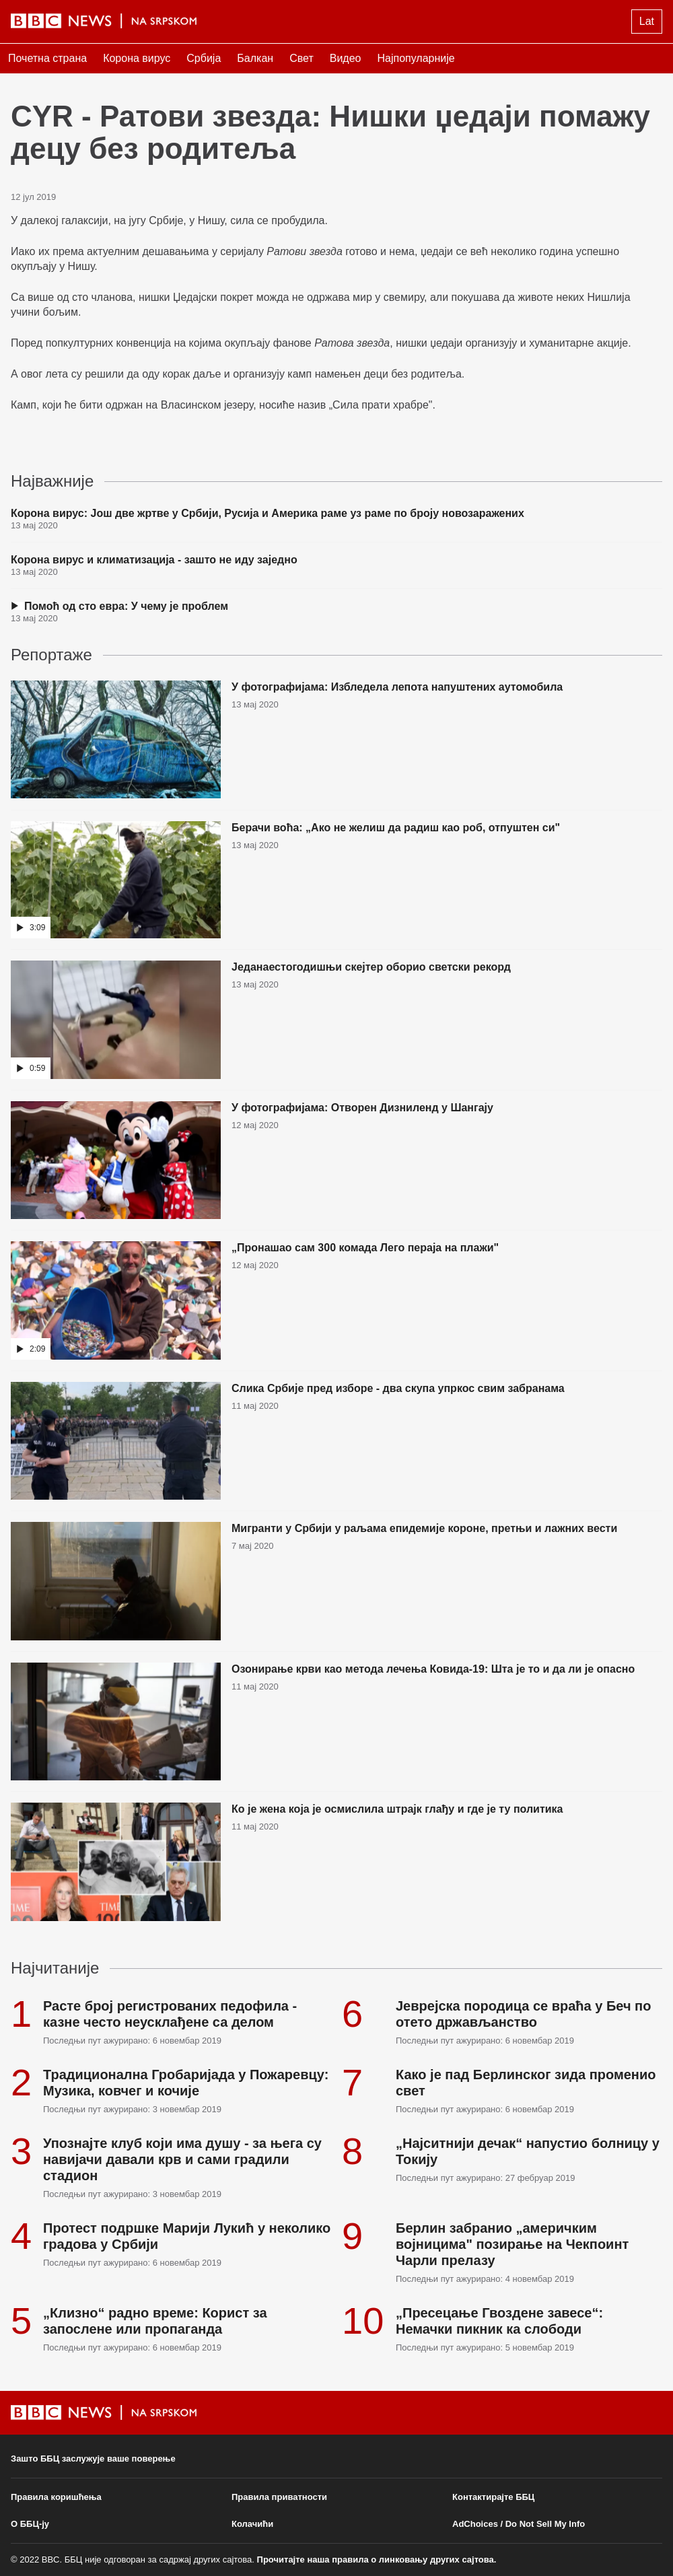 BBC NEWS | NA SRPSKOM
Lat
Почетна страна Корона вирус Србија Балкан Свет Видео Најпопуларније
CYR - Ратови звезда: Нишки џедаји помажу
децу без родитеља
12 јул 2019
У далекој галаксији, на југу Србије, у Нишу, сила се пробудила.
Иако их према актуелним дешавањима у серијалу Ратови звезда готово и нема, џедаји се већ неколико година успешно
окупљају у Нишу.
Са више од сто чланова, нишки Џедајски покрет можда не одржава мир у свемиру, али покушава да животе неких Нишлија
учини бољим.
Поред попкултурних конвенција на којима окупљају фанове Ратова звезда, нишки џедаји организују и хуманитарне акције.
А овог лета су решили да оду корак даље и организују камп намењен деци без родитеља.
Камп, који ће бити одржан на Власинском језеру, носиће назив „Сила прати храбре".
Најважније
Корона вирус: Још две жртве у Србији, Русија и Америка раме уз раме по броју новозаражених
13 мај 2020
Корона вирус и климатизација - зашто не иду заједно
13 мај 2020
Помоћ од сто евра: У чему је проблем
13 мај 2020
Репортаже
У фотографијама: Избледела лепота напуштених аутомобила
13 мај 2020
Берачи воћа: „Ако не желиш да радиш као роб, отпуштен си"
13 мај 2020
3:09
Једанаестогодишњи скејтер оборио светски рекорд
13 мај 2020
0:59
У фотографијама: Отворен Дизниленд у Шангају
12 мај 2020
„Пронашао сам 300 комада Лего пераја на плажи"
12 мај 2020
2:09
Слика Србије пред изборе - два скупа упркос свим забранама
11 мај 2020
Мигранти у Србији у раљама епидемије короне, претњи и лажних вести
7 мај 2020
Озонирање крви као метода лечења Ковида-19: Шта је то и да ли је опасно
11 мај 2020
Ко је жена која је осмислила штрајк глађу и где је ту политика
11 мај 2020
TIME
TIME
100
Најчитаније
1
Расте број регистрованих педофила -
казне често неусклађене са делом
Последњи пут ажурирано: 6 новембар 2019
2
Традиционална Гробаријада у Пожаревцу:
Музика, ковчег и кочије
Последњи пут ажурирано: 3 новембар 2019
3
Упознајте клуб који има душу - за њега су
навијачи давали крв и сами градили
стадион
Последњи пут ажурирано: 3 новембар 2019
4
Протест подршке Марији Лукић у неколико
градова у Србији
Последњи пут ажурирано: 6 новембар 2019
5
„Клизно“ радно време: Корист за
запослене или пропаганда
Последњи пут ажурирано: 6 новембар 2019
6
Јеврејска породица се враћа у Беч по
отето држављанство
Последњи пут ажурирано: 6 новембар 2019
7
Како је пад Берлинског зида променио
свет
Последњи пут ажурирано: 6 новембар 2019
8
„Најситнији дечак“ напустио болницу у
Токију
Последњи пут ажурирано: 27 фебруар 2019
9
Берлин забранио „америчким
војницима" позирање на Чекпоинт
Чарли прелазу
Последњи пут ажурирано: 4 новембар 2019
10
„Пресецање Гвоздене завесе“:
Немачки пикник ка слободи
Последњи пут ажурирано: 5 новембар 2019
BBC NEWS | NA SRPSKOM
Зашто ББЦ заслужује ваше поверење
Правила коришћења Правила приватности Контактирајте ББЦ
О ББЦ-ју Колачићи AdChoices / Do Not Sell My Info
© 2022 BBC. ББЦ није одговоран за садржај других сајтова. Прочитајте наша правила о линковању других сајтова.